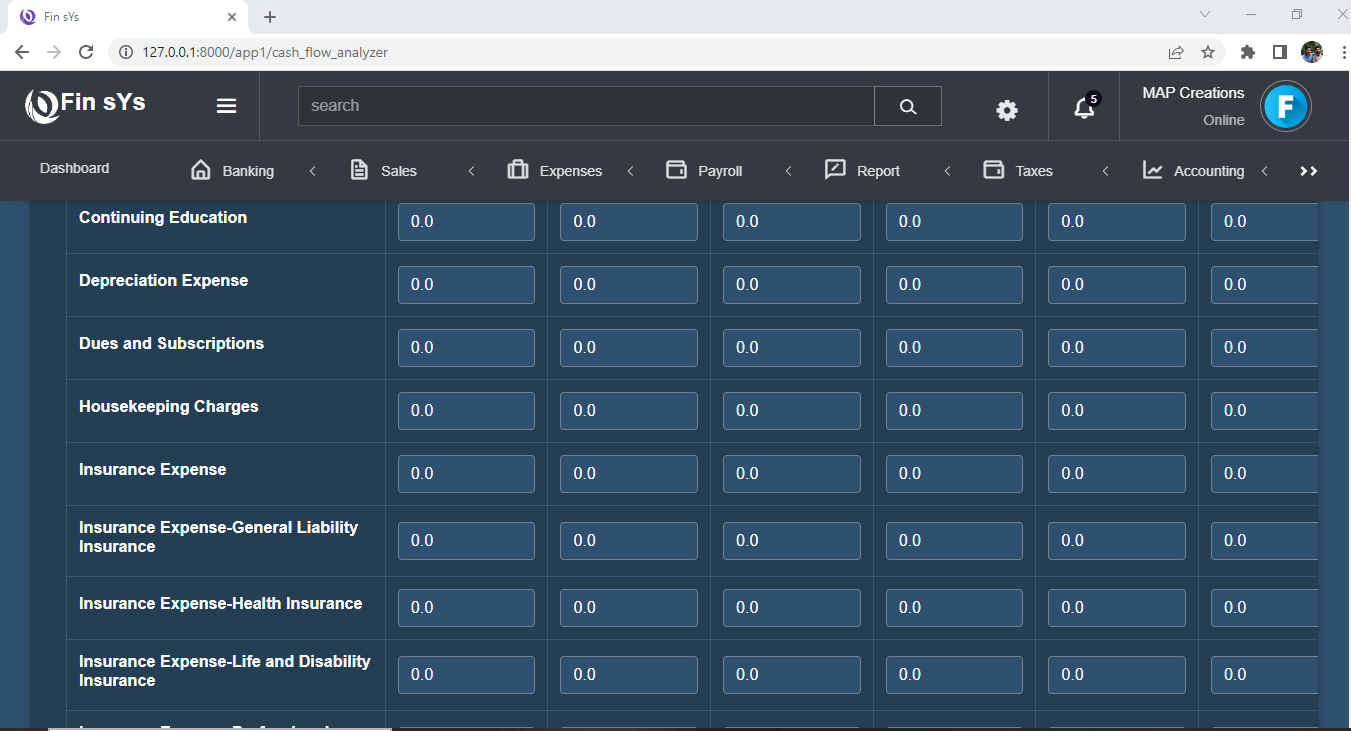 Fin sYs
127.0.0.1:8000/app1/cash_flow_analyzer
Fin sYs
search
5
MAP Creations
Online
F
Dashboard
Banking
Sales
Expenses
Payroll
Report
Taxes
Accounting
Continuing Education 0.0 0.0 0.0 0.0 0.0 0.0
Depreciation Expense 0.0 0.0 0.0 0.0 0.0 0.0
Dues and Subscriptions 0.0 0.0 0.0 0.0 0.0 0.0
Housekeeping Charges 0.0 0.0 0.0 0.0 0.0 0.0
Insurance Expense 0.0 0.0 0.0 0.0 0.0 0.0
Insurance Expense-General Liability
Insurance 0.0 0.0 0.0 0.0 0.0 0.0
Insurance Expense-Health Insurance 0.0 0.0 0.0 0.0 0.0 0.0
Insurance Expense-Life and Disability
Insurance 0.0 0.0 0.0 0.0 0.0 0.0